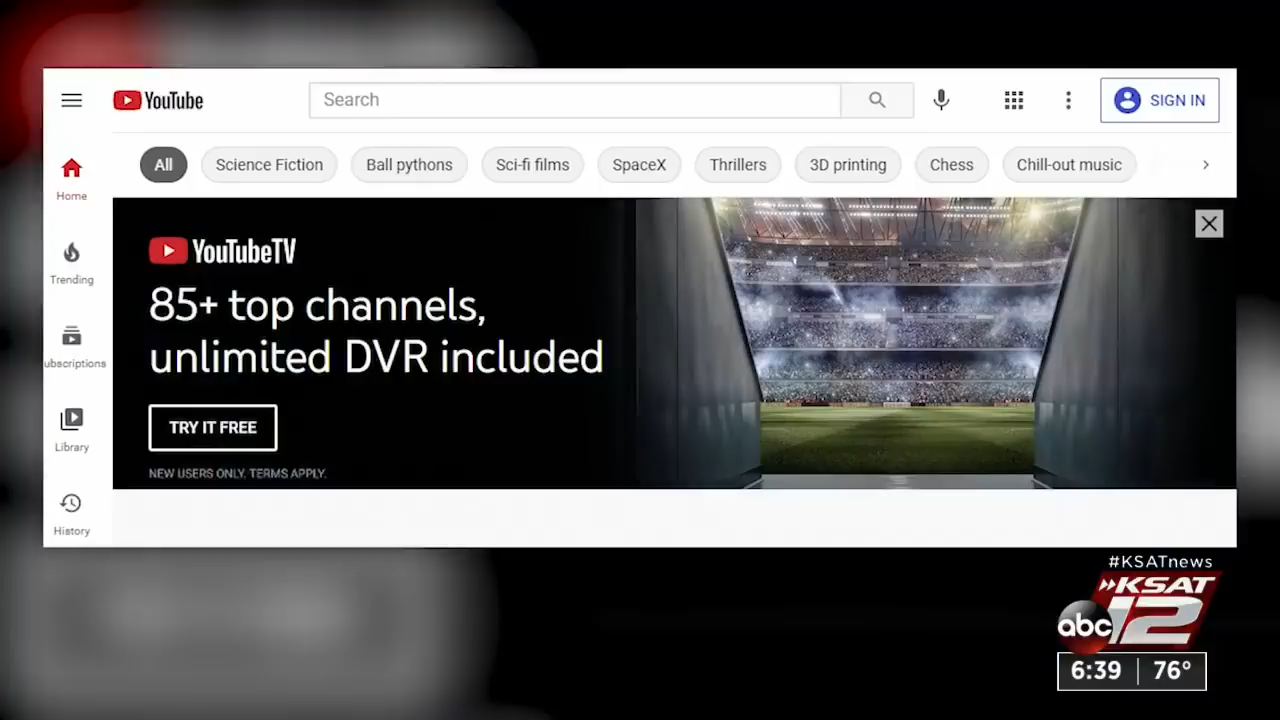 YouTube
Search
SIGN IN
All
Science Fiction
Ball pythons
Sci-fi films
SpaceX
Thrillers
3D printing
Chess
Chill-out music
Home
Trending
ubscriptions
Library
History
YouTubeTV
85+ top channels,
unlimited DVR included
TRY IT FREE
NEW USERS ONLY. TERMS APPLY.
#KSATnews
KSAT
abc 12
6:39 76°